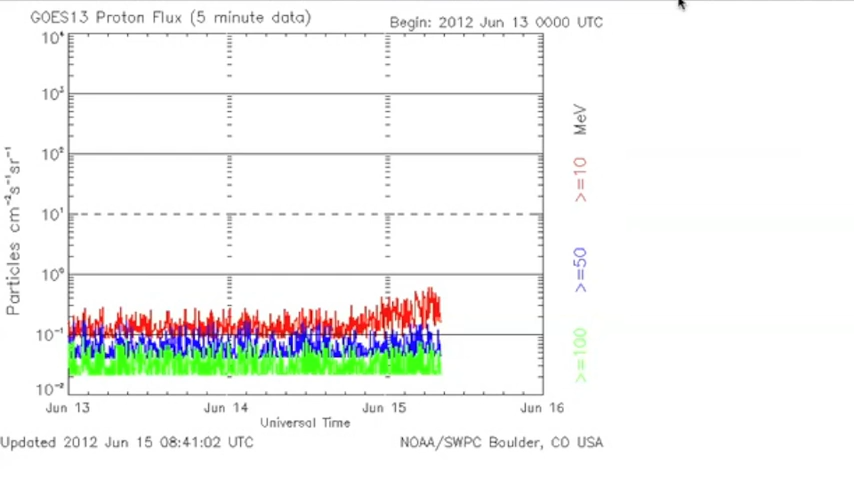 GOES13 Proton Flux (5 minute data)
Begin: 2012 Jun 13 0000 UTC
10⁴
10³
10²
10¹
10⁰
10⁻¹
10⁻²
Particles cm⁻²s⁻¹sr⁻¹
>=10 MeV
>=50
>=100
Jun 13
Jun 14
Jun 15
Jun 16
Universal Time
Updated 2012 Jun 15 08:41:02 UTC
NOAA/SWPC Boulder, CO USA